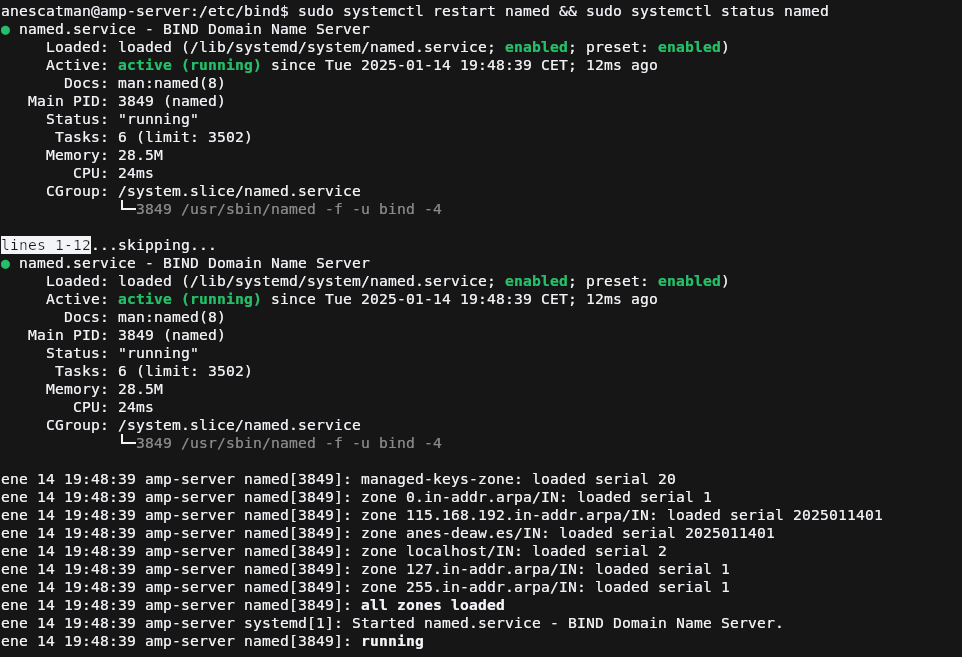 anescatman@amp-server:/etc/bind$ sudo systemctl restart named && sudo systemctl status named
● named.service - BIND Domain Name Server
     Loaded: loaded (/lib/systemd/system/named.service; enabled; preset: enabled)
     Active: active (running) since Tue 2025-01-14 19:48:39 CET; 12ms ago
       Docs: man:named(8)
   Main PID: 3849 (named)
     Status: "running"
      Tasks: 6 (limit: 3502)
     Memory: 28.5M
        CPU: 24ms
     CGroup: /system.slice/named.service
             └─3849 /usr/sbin/named -f -u bind -4

lines 1-12...skipping...
● named.service - BIND Domain Name Server
     Loaded: loaded (/lib/systemd/system/named.service; enabled; preset: enabled)
     Active: active (running) since Tue 2025-01-14 19:48:39 CET; 12ms ago
       Docs: man:named(8)
   Main PID: 3849 (named)
     Status: "running"
      Tasks: 6 (limit: 3502)
     Memory: 28.5M
        CPU: 24ms
     CGroup: /system.slice/named.service
             └─3849 /usr/sbin/named -f -u bind -4

ene 14 19:48:39 amp-server named[3849]: managed-keys-zone: loaded serial 20
ene 14 19:48:39 amp-server named[3849]: zone 0.in-addr.arpa/IN: loaded serial 1
ene 14 19:48:39 amp-server named[3849]: zone 115.168.192.in-addr.arpa/IN: loaded serial 2025011401
ene 14 19:48:39 amp-server named[3849]: zone anes-deaw.es/IN: loaded serial 2025011401
ene 14 19:48:39 amp-server named[3849]: zone localhost/IN: loaded serial 2
ene 14 19:48:39 amp-server named[3849]: zone 127.in-addr.arpa/IN: loaded serial 1
ene 14 19:48:39 amp-server named[3849]: zone 255.in-addr.arpa/IN: loaded serial 1
ene 14 19:48:39 amp-server named[3849]: all zones loaded
ene 14 19:48:39 amp-server systemd[1]: Started named.service - BIND Domain Name Server.
ene 14 19:48:39 amp-server named[3849]: running